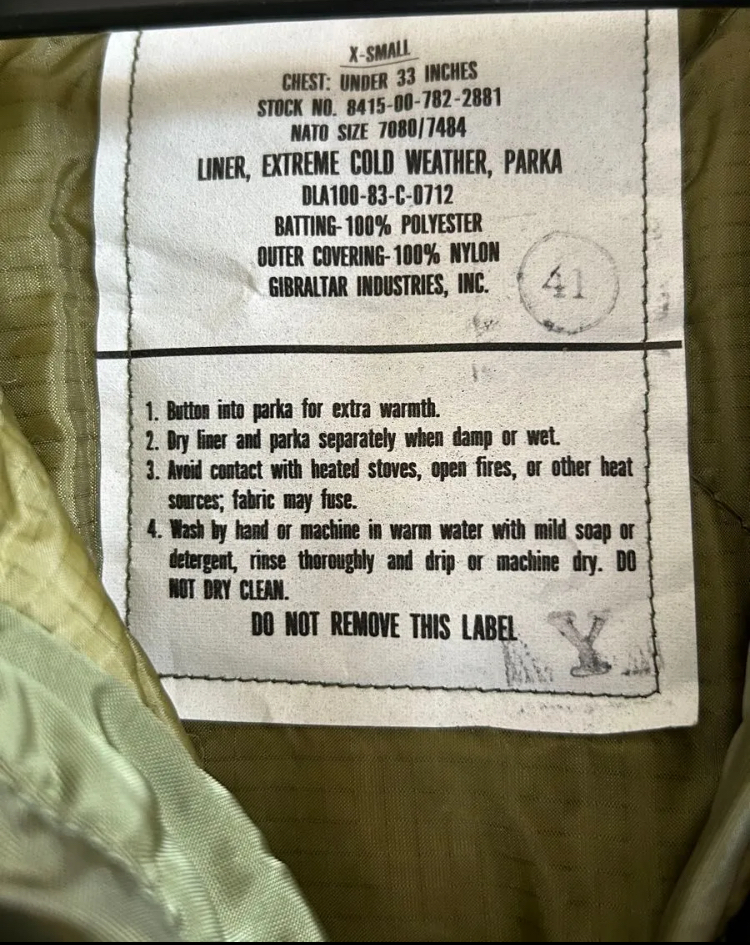 X-SMALL
CHEST: UNDER 33 INCHES
STOCK NO. 8415-00-782-2881
NATO SIZE 7080/7484
LINER, EXTREME COLD WEATHER, PARKA
DLA100-83-C-0712
BATTING-100% POLYESTER
OUTER COVERING-100% NYLON
GIBRALTAR INDUSTRIES, INC.
41
1. Button into parka for extra warmth.
2. Dry liner and parka separately when damp or wet.
3. Avoid contact with heated stoves, open fires, or other heat
sources; fabric may fuse.
4. Wash by hand or machine in warm water with mild soap or
detergent, rinse thoroughly and drip or machine dry. DO
NOT DRY CLEAN.
DO NOT REMOVE THIS LABEL
Y